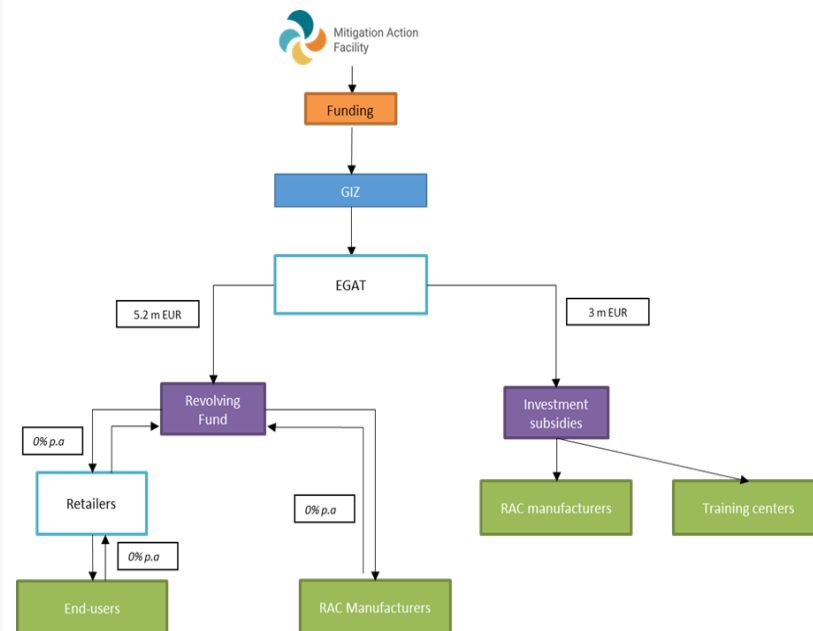 Mitigation Action
Facility
Funding
GIZ
EGAT
5.2 m EUR
3 m EUR
Revolving
Fund
Investment
subsidies
0% p.a
Retailers
0% p.a
RAC manufacturers
Training centers
0% p.a
End-users
RAC Manufacturers